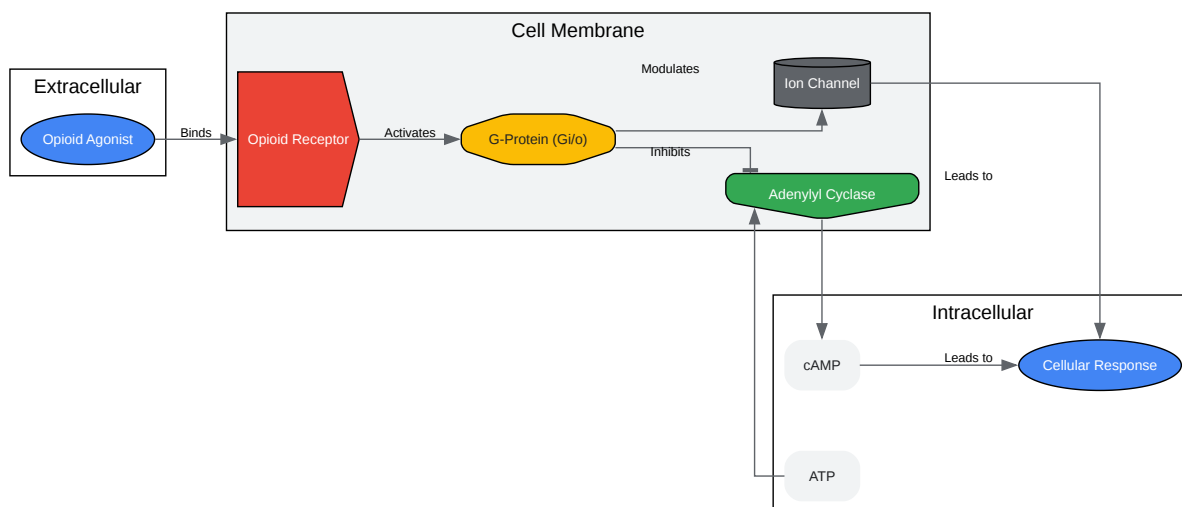 Cell Membrane
Extracellular
Modulates
Ion Channel
Opioid Agonist
Binds
Opioid Receptor
Activates
G-Protein (Gi/o)
Inhibits
Adenylyl Cyclase
Leads to
Intracellular
cAMP
Leads to
Cellular Response
ATP